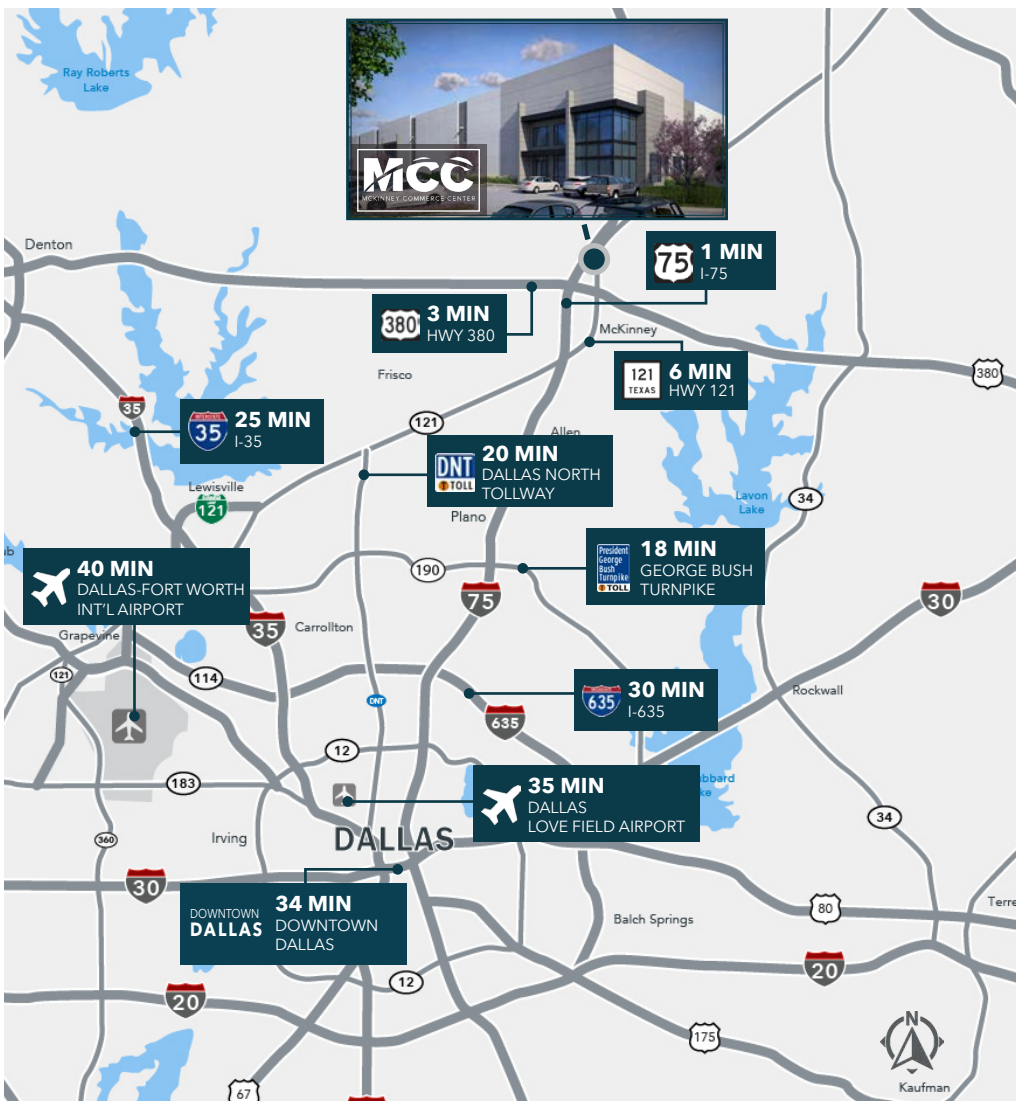 Ray Roberts
Lake
MCC
MCKINNEY COMMERCE CENTER
Denton
75
1 MIN
I-75
380
3 MIN
HWY 380
McKinney
121
TEXAS
6 MIN
HWY 121
380
Frisco
35
INTERSTATE
35
25 MIN
I-35
121
Allen
DNT
TOLL
20 MIN
DALLAS NORTH
TOLLWAY
Lewisville
121
Lavon
Lake
34
Plano
40 MIN
DALLAS-FORT WORTH
INT'L AIRPORT
190
President
George
Bush
Turnpike
TOLL
18 MIN
GEORGE BUSH
TURNPIKE
75
30
35
Carrollton
Grapevine
121
114
DNT
INTERSTATE
635
30 MIN
I-635
635
Rockwall
12
183
35 MIN
DALLAS
LOVE FIELD AIRPORT
34
360
Irving
DALLAS
30
DOWNTOWN
DALLAS
34 MIN
DOWNTOWN
DALLAS
80
Balch Springs
Terre
20
12
20
175
N
67
Kaufman